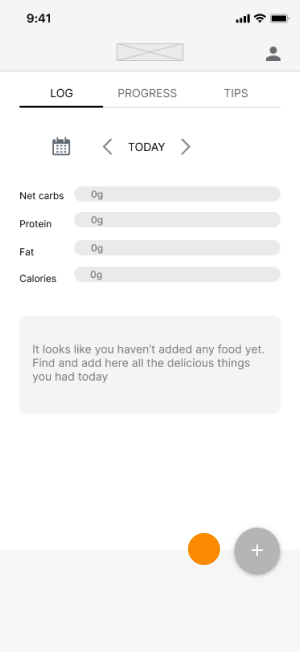 9:41
LOG PROGRESS TIPS
TODAY
Net carbs 0g
Protein 0g
Fat 0g
Calories 0g
It looks like you haven't added any food yet.
Find and add here all the delicious things
you had today
+